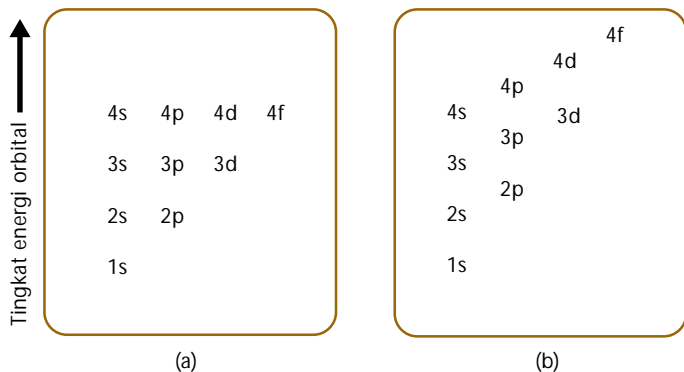 Tingkat energi orbital
4s 4p 4d 4f
3s 3p 3d
2s 2p
1s
(a)
4f
4d
4p
4s 3d
3p
3s
2p
2s
1s
(b)